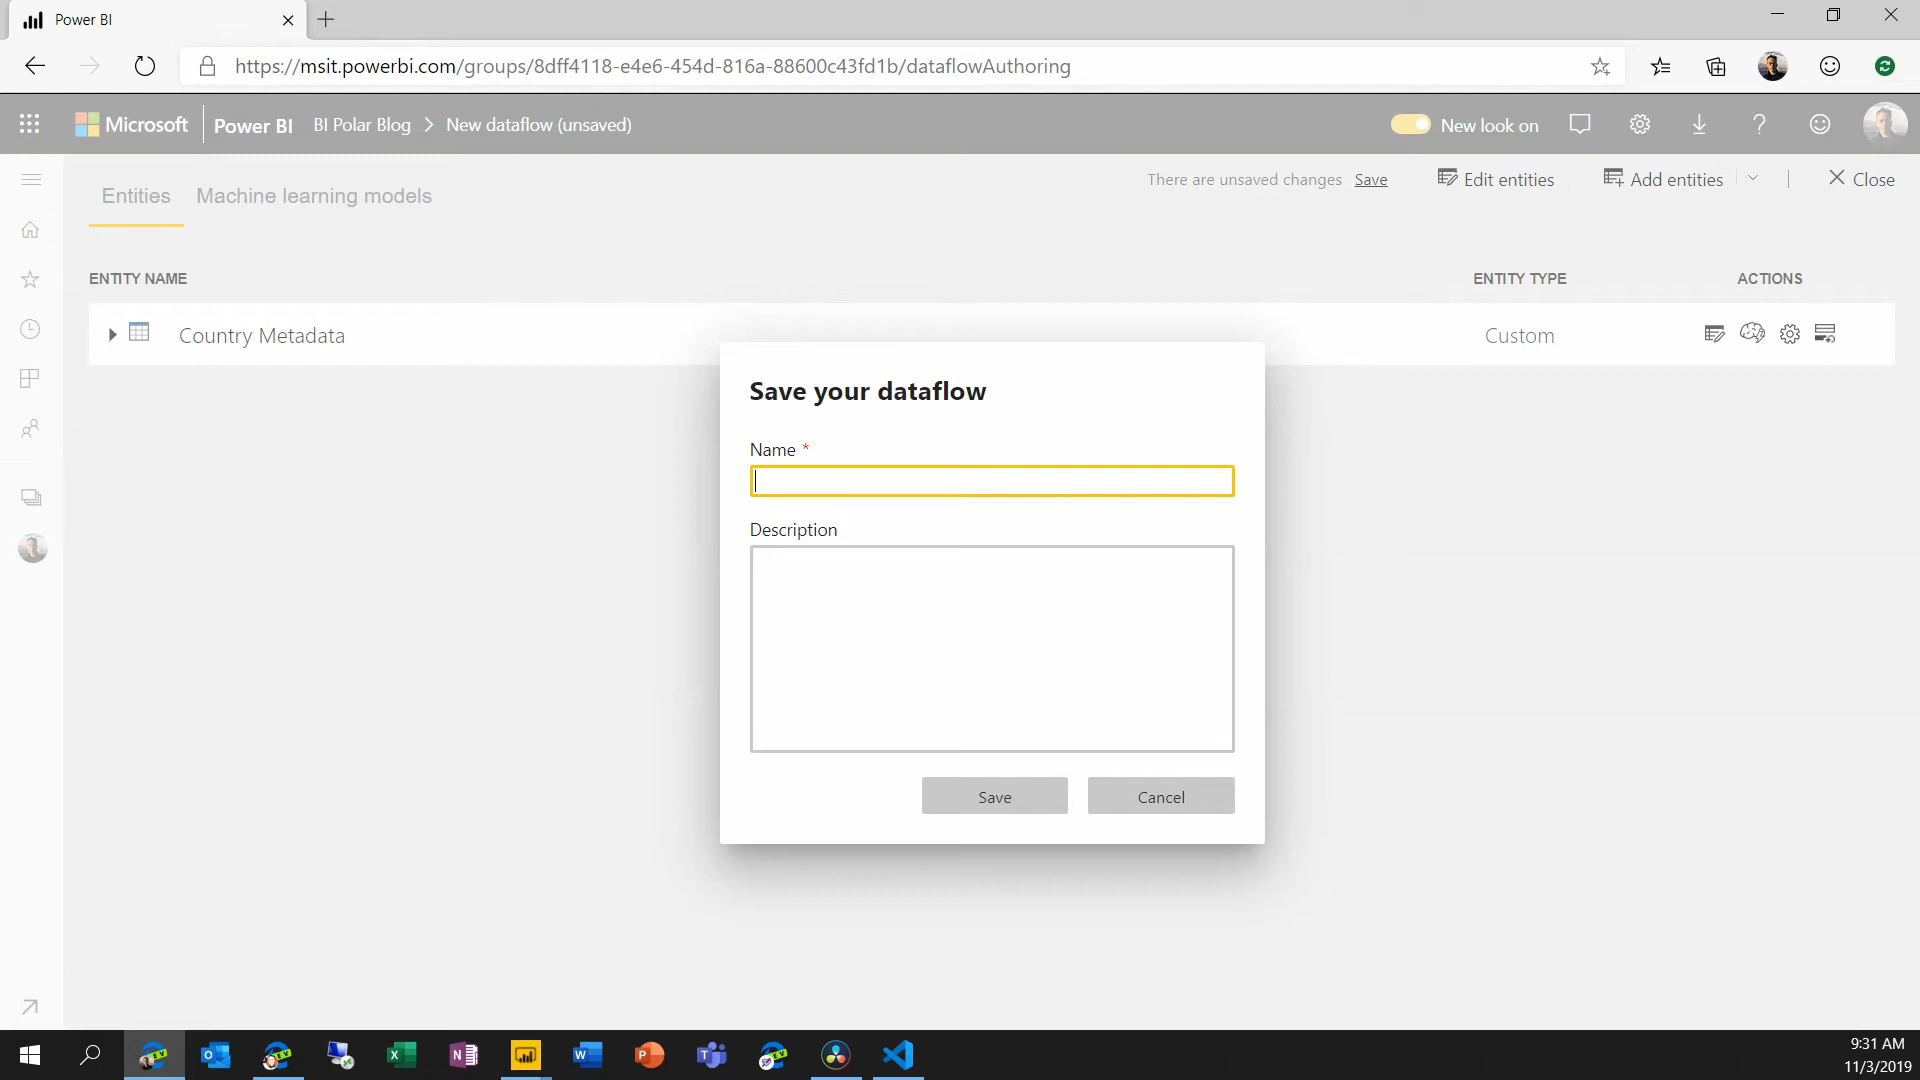 Power BI
https://msit.powerbi.com/groups/8dff4118-e4e6-454d-816a-88600c43fd1b/dataflowAuthoring
Microsoft Power BI BI Polar Blog > New dataflow (unsaved) New look on
Entities Machine learning models There are unsaved changes Save Edit entities Add entities Close
ENTITY NAME ENTITY TYPE ACTIONS
Country Metadata Custom
Save your dataflow
Name *
Description
Save Cancel
9:31 AM
11/3/2019